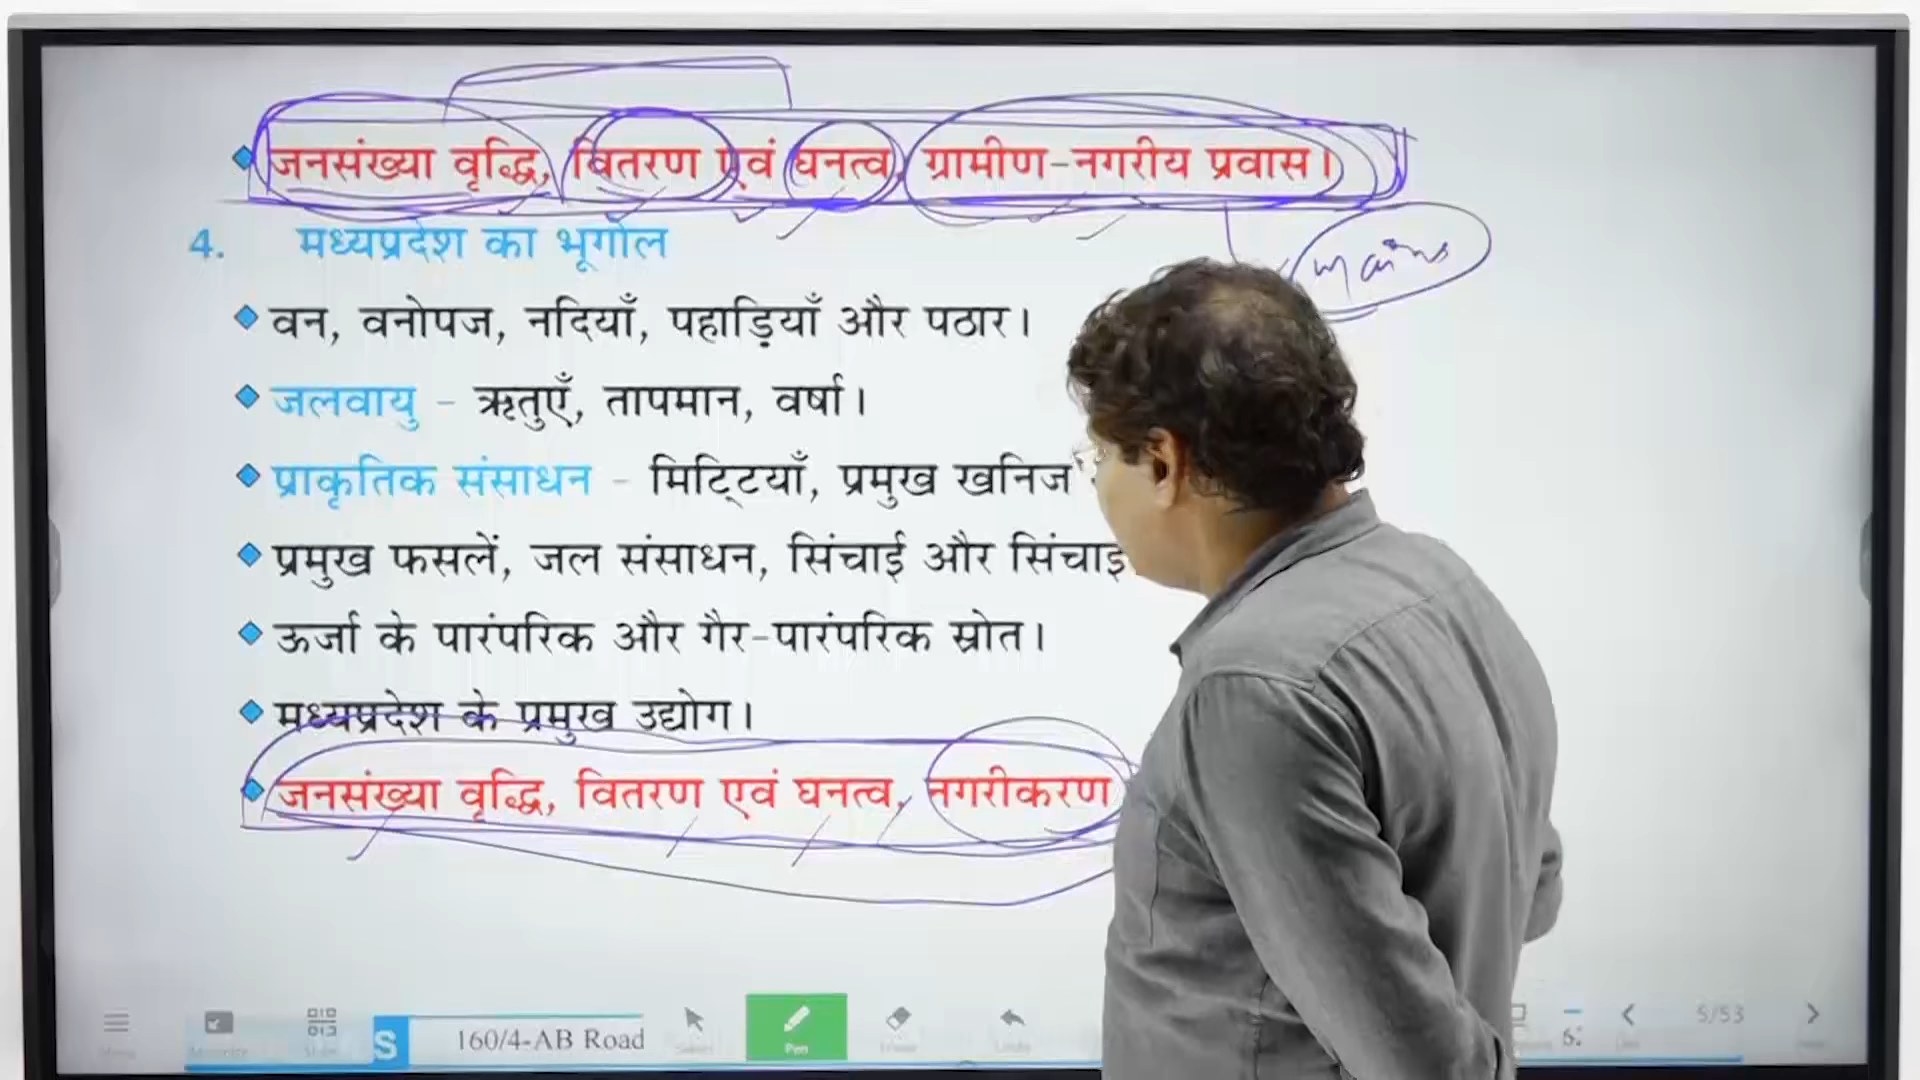 जनसंख्या वृद्धि, वितरण एवं घनत्व, ग्रामीण-नगरीय प्रवास।
mains
4. मध्यप्रदेश का भूगोल
वन, वनोपज, नदियाँ, पहाड़ियाँ और पठार।
जलवायु - ऋतुएँ, तापमान, वर्षा।
प्राकृतिक संसाधन - मिट्टियाँ, प्रमुख खनिज
प्रमुख फसलें, जल संसाधन, सिंचाई और सिंचाई
ऊर्जा के पारंपरिक और गैर-पारंपरिक स्रोत।
मध्यप्रदेश के प्रमुख उद्योग।
जनसंख्या वृद्धि, वितरण एवं घनत्व, नगरीकरण
S 160/4-AB Road Pen 5/53